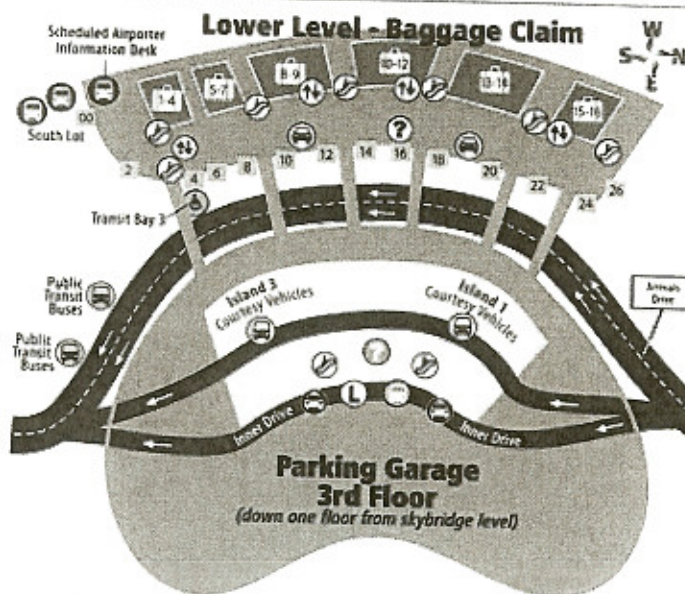 Lower Level - Baggage Claim
Scheduled Airporter
Information Desk
W
S
N
E
1-4
5-7
8-9
10-12
13-14
15-16
00
South Lot
?
2
4
6
8
10
12
14
16
18
20
22
24
26
Transit Bay 3
Public
Transit
Buses
Public
Transit
Buses
Island 3
Courtesy Vehicles
Island 1
Courtesy Vehicles
Arrivals
Drive
L
Inner Drive
Inner Drive
Parking Garage
3rd Floor
(down one floor from skybridge level)